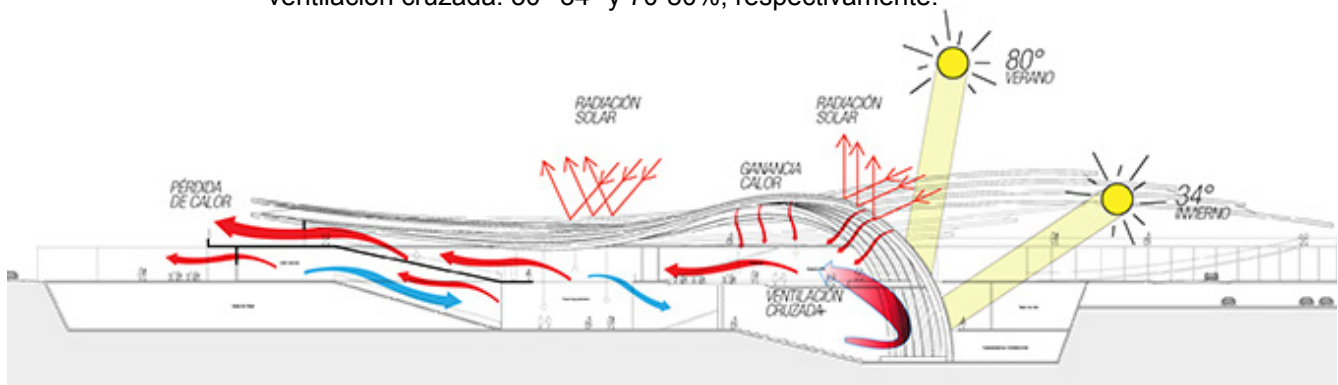 ventilación cruzada: 30°-34° y 70-80%, respectivamente.
80°
VERANO
RADIACIÓN
SOLAR
RADIACIÓN
SOLAR
GANANCIA
CALOR
PÉRDIDA
DE CALOR
34°
INVIERNO
VENTILACIÓN
CRUZADA